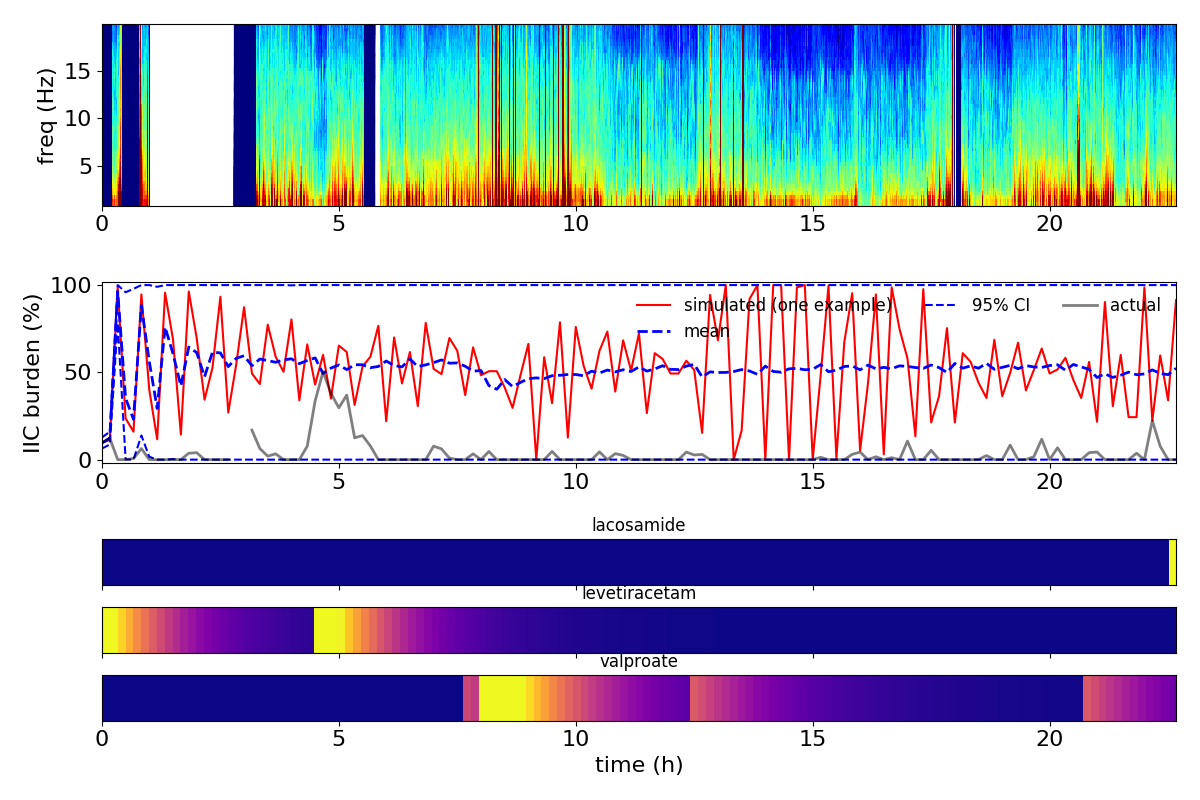 freq (Hz)
15
10
5
0 5 10 15 20
IIC burden (%)
100
50
0
simulated (one example)
mean
95% CI
actual
0 5 10 15 20
lacosamide
levetiracetam
valproate
0 5 10 15 20
time (h)